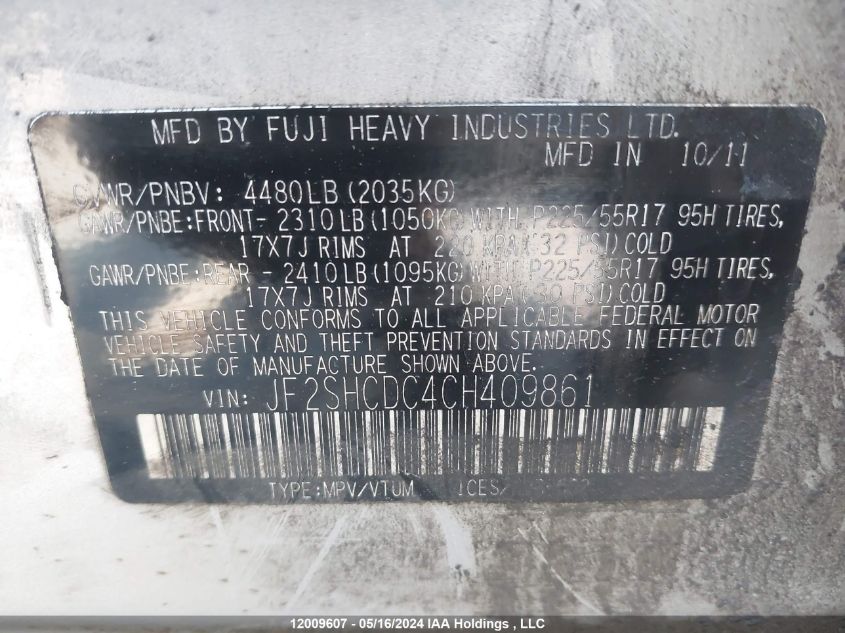 MFD BY FUJI HEAVY INDUSTRIES LTD.
MFD IN 10/11
GVWR/PNBV: 4480LB(2035KG)
GAWR/PNBE:FRONT- 2310LB(1050KG)WITH P225/55R17 95H TIRES,
17X7J RIMS AT 220 KPA(32 PSI)COLD
GAWR/PNBE:REAR - 2410LB(1095KG)WITH P225/55R17 95H TIRES,
17X7J RIMS AT 210 KPA(30 PSI)COLD
THIS VEHICLE CONFORMS TO ALL APPLICABLE FEDERAL MOTOR
VEHICLE SAFETY AND THEFT PREVENTION STANDARDS IN EFFECT ON
THE DATE OF MANUFACTURE SHOWN ABOVE.
VIN: JF2SHCDC4CH409861
TYPE:MPV/VTUM ICES/
12009607 - 05/16/2024 IAA Holdings , LLC